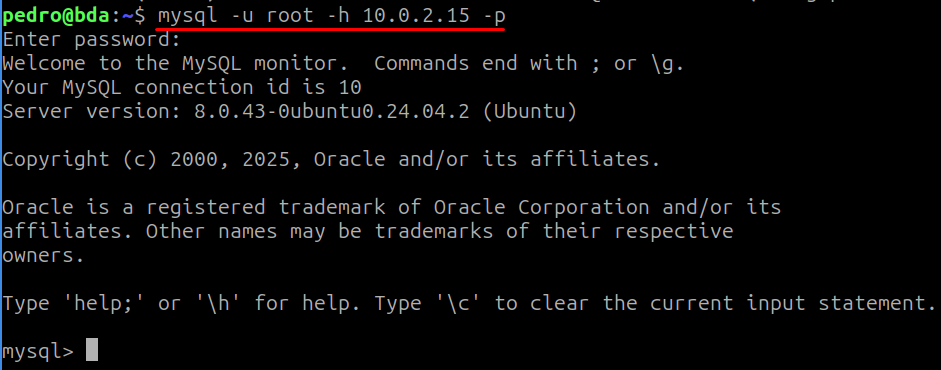 pedro@bda:~$ mysql -u root -h 10.0.2.15 -p
Enter password:
Welcome to the MySQL monitor.  Commands end with ; or \g.
Your MySQL connection id is 10
Server version: 8.0.43-0ubuntu0.24.04.2 (Ubuntu)
Copyright (c) 2000, 2025, Oracle and/or its affiliates.
Oracle is a registered trademark of Oracle Corporation and/or its
affiliates. Other names may be trademarks of their respective
owners.
Type 'help;' or '\h' for help. Type '\c' to clear the current input statement.
mysql>